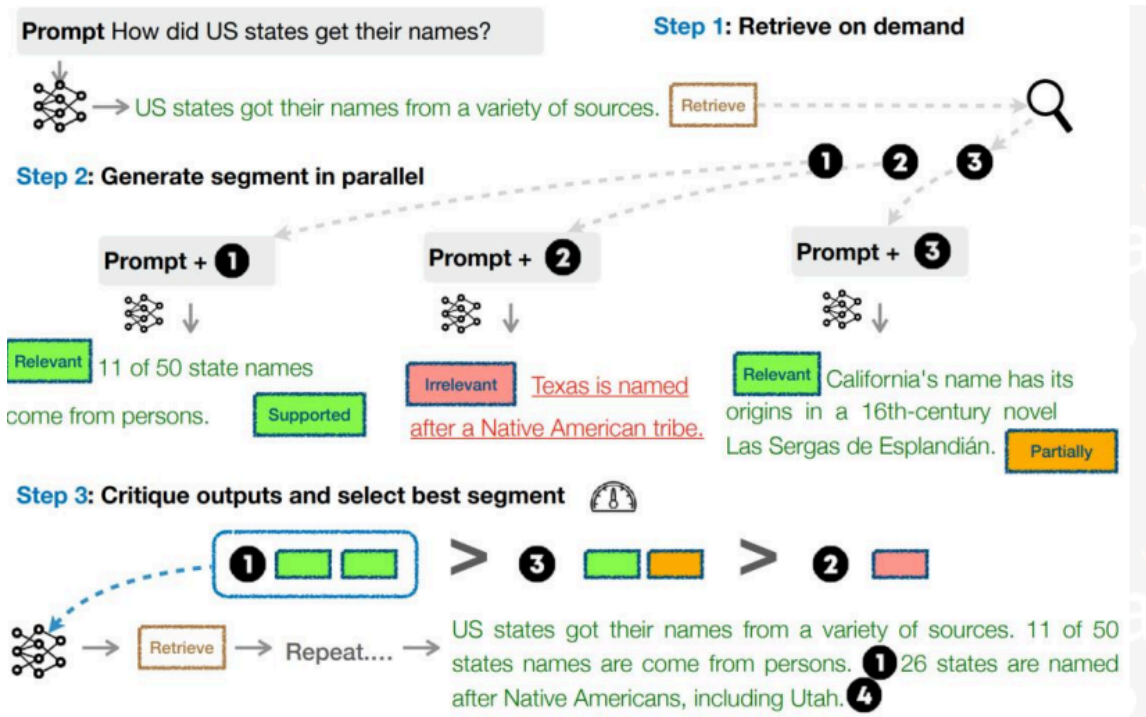 Prompt How did US states get their names?
Step 1: Retrieve on demand
US states got their names from a variety of sources.
Retrieve
1
2
3
Step 2: Generate segment in parallel
Prompt + 1
Prompt + 2
Prompt + 3
Relevant
11 of 50 state names
come from persons.
Supported
Irrelevant
Texas is named
after a Native American tribe.
Relevant
California's name has its
origins in a 16th-century novel
Las Sergas de Esplandián.
Partially
Step 3: Critique outputs and select best segment
1 > 3 > 2
Retrieve
Repeat....
US states got their names from a variety of sources. 11 of 50
states names are come from persons. 1 26 states are named
after Native Americans, including Utah. 4